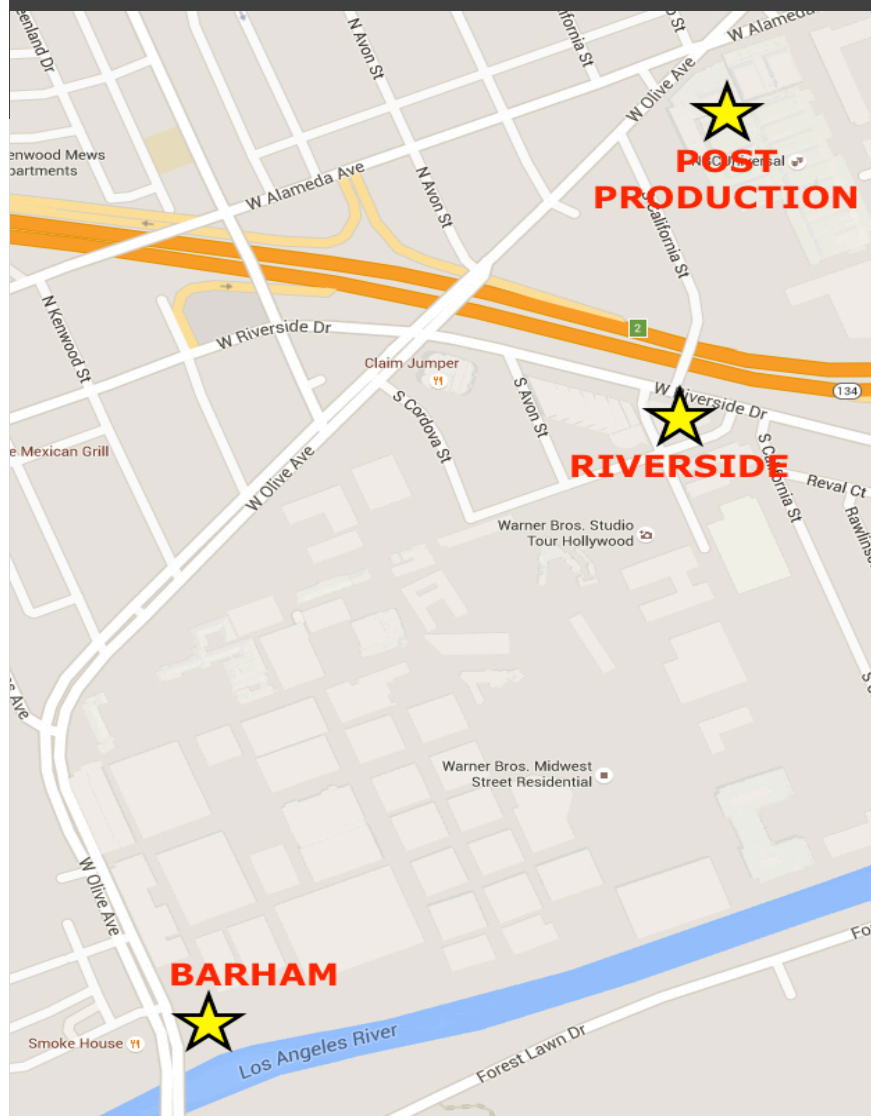 W Alameda
N Avon St
W Olive Ave
enwood Mews
partments
POST
PRODUCTION
W Alameda Ave
N Avon St
S California St
2
N Kenwood St
W Riverside Dr
Claim Jumper
134
W Riverside Dr
S Cordova St
S Avon St
e Mexican Grill
RIVERSIDE
W Olive Ave
S California St
Reval Ct
Warner Bros. Studio
Tour Hollywood
Warner Bros. Midwest
Street Residential
W Olive Ave
BARHAM
Smoke House
Los Angeles River
Forest Lawn Dr